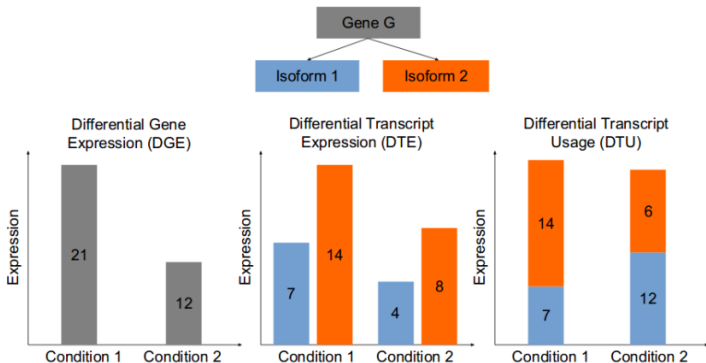 Gene G
Isoform 1
Isoform 2
Differential Gene
Expression (DGE)
Expression
21
12
Condition 1
Condition 2
Differential Transcript
Expression (DTE)
Expression
7
14
4
8
Condition 1
Condition 2
Differential Transcript
Usage (DTU)
Expression
14
7
6
12
Condition 1
Condition 2